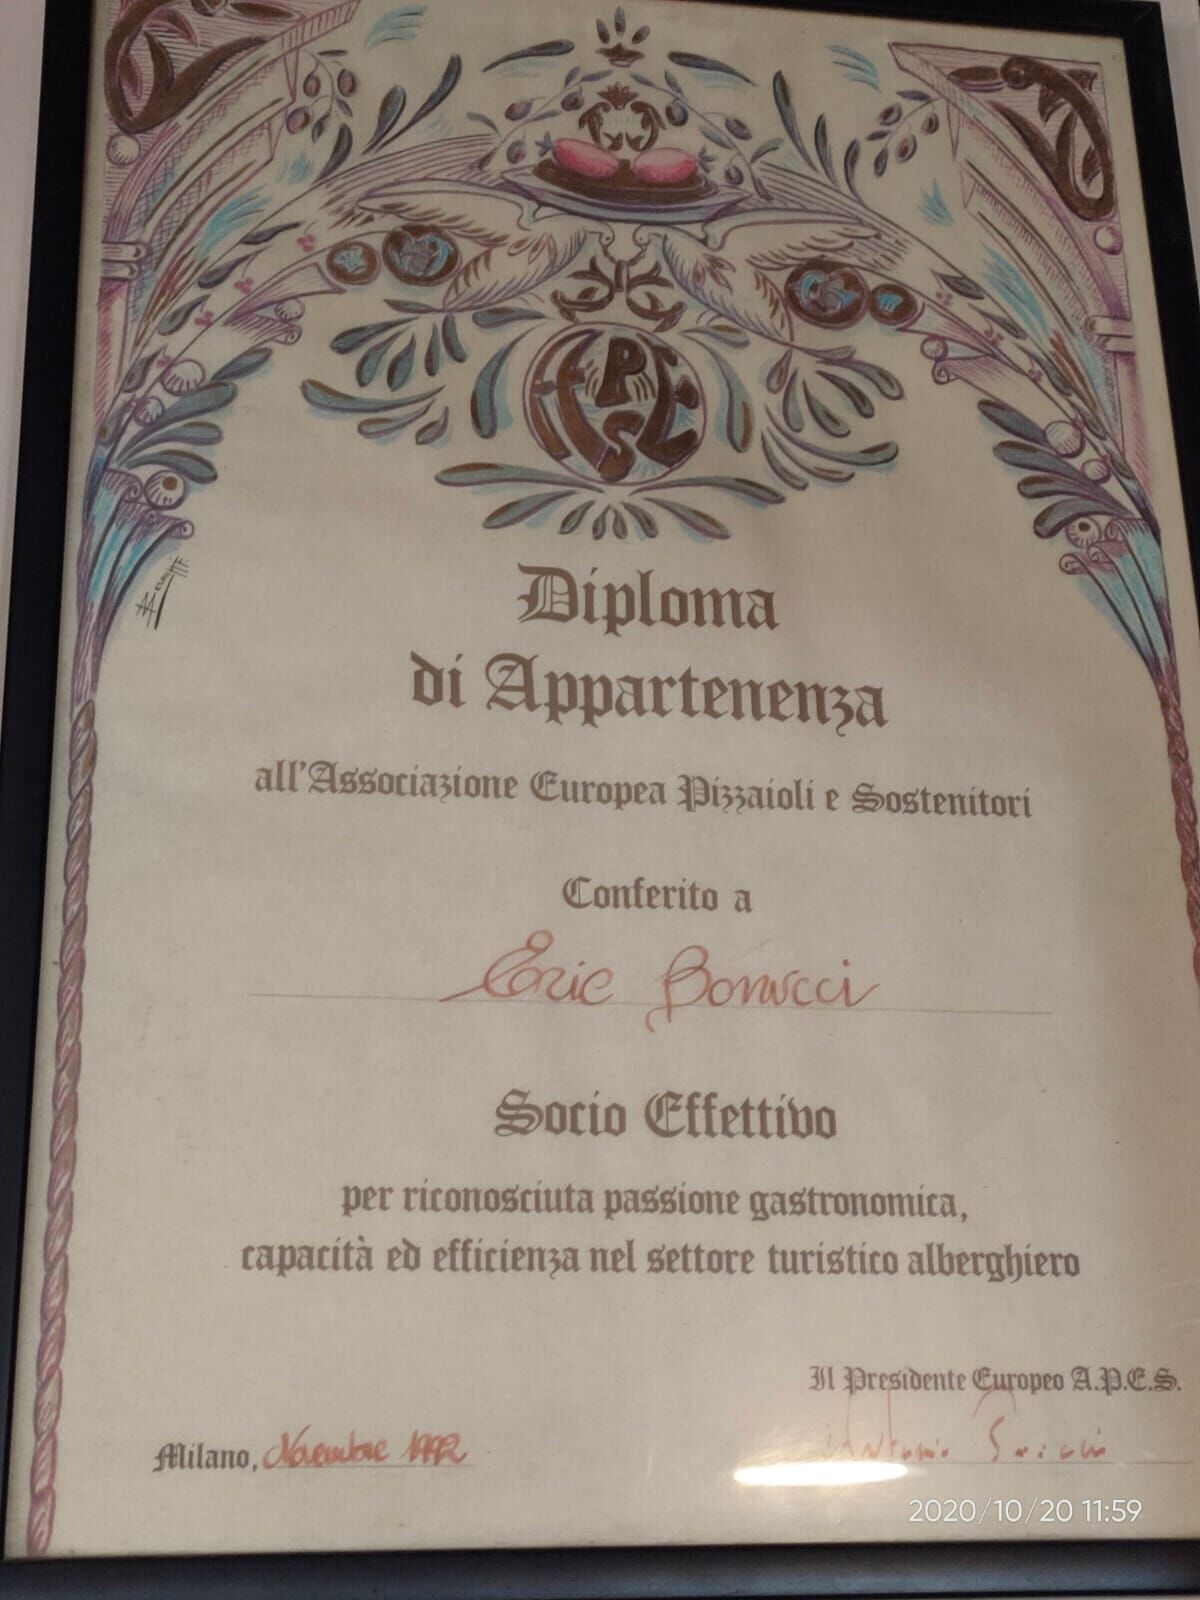 Diploma
di Appartenenza
all'Associazione Europea Pizzaioli e Sostenitori
Conferito a
Eric Bonucci
Socio Effettivo
per riconosciuta passione gastronomica,
capacità ed efficienza nel settore turistico alberghiero
Il Presidente Europeo A.P.E.S.
Milano, Novembre 1992
2020/10/20 11:59